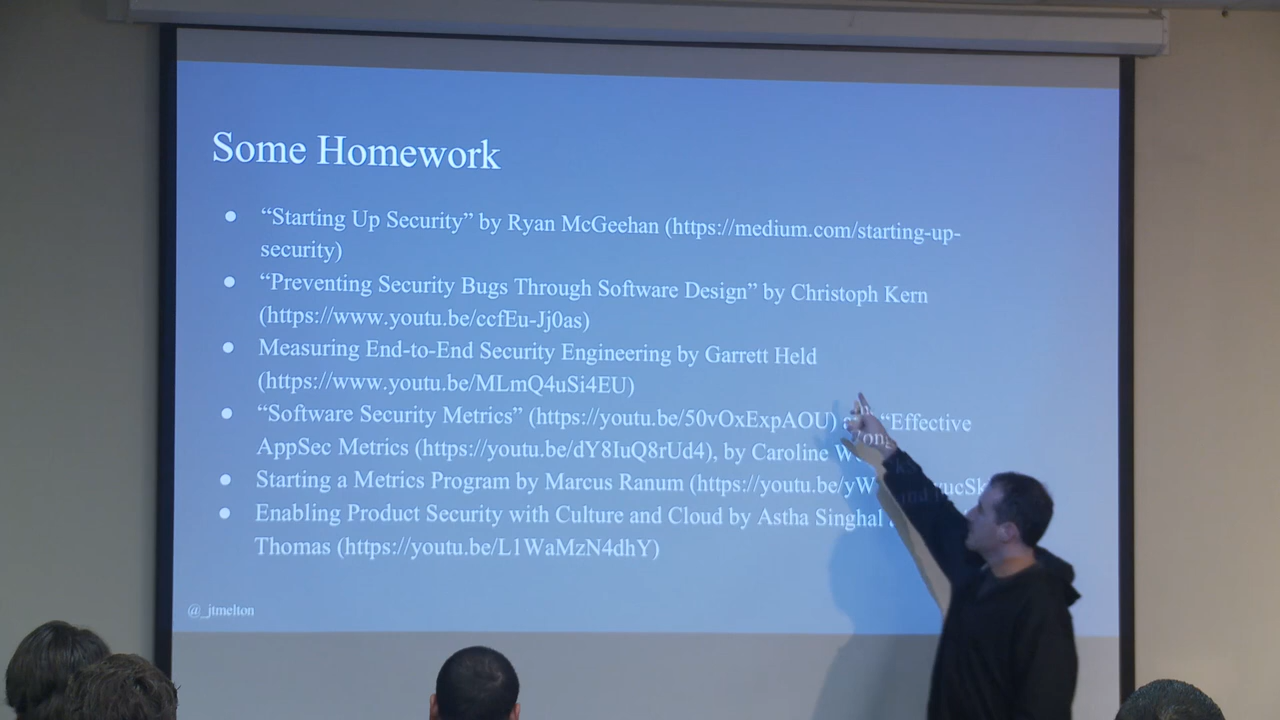 Some Homework
● “Starting Up Security” by Ryan McGeehan (https://medium.com/starting-up-
security)
● “Preventing Security Bugs Through Software Design” by Christoph Kern
(https://www.youtu.be/ccfEu-Jj0as)
● Measuring End-to-End Security Engineering by Garrett Held
(https://www.youtu.be/MLmQ4uSi4EU)
● “Software Security Metrics” (https://youtu.be/50vOxExpAOU) “Effective
AppSec Metrics (https://youtu.be/dY8IuQ8rUd4), by Caroline
● Starting a Metrics Program by Marcus Ranum
● Enabling Product Security with Culture and Cloud by Astha Singhal
Thomas (https://youtu.be/L1WaMzN4dhY)
@_jtmelton